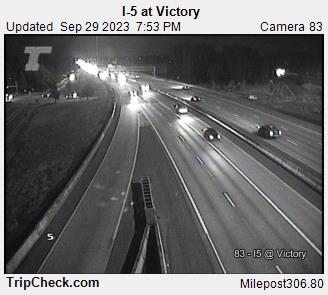 I-5 at Victory
Updated Sep 29 2023 7:53 PM Camera 83
T
S
83 - I5 @ Victory
TripCheck.com Milepost306.80